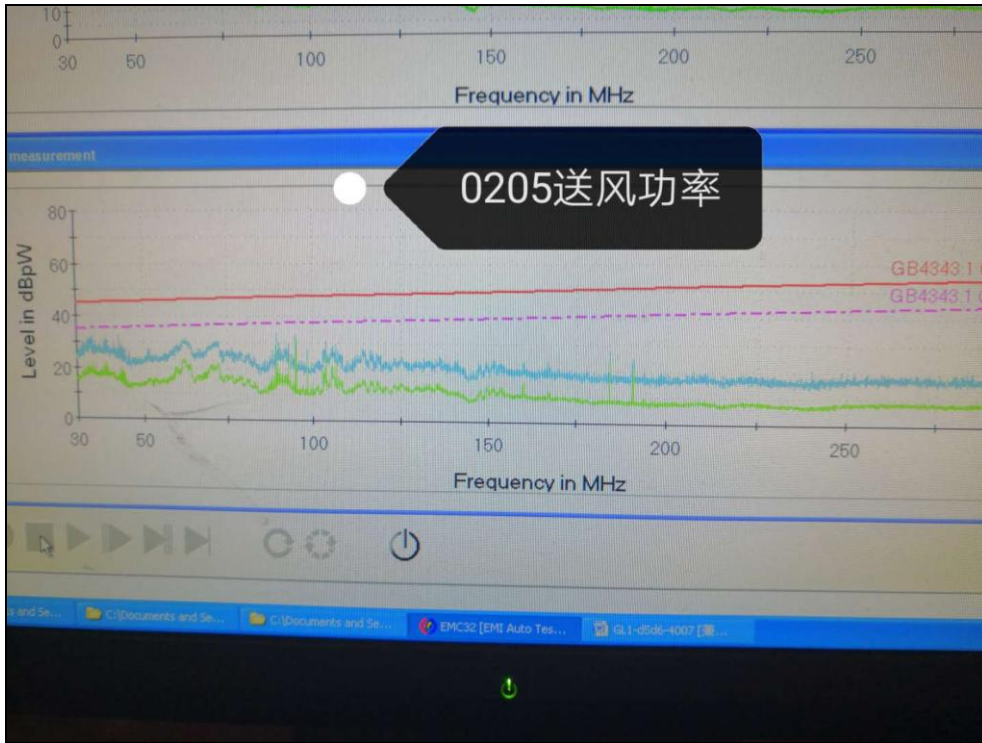 10
0
30 50 100 150 200 250
Frequency in MHz
measurement
0205送风功率
80
60
40
20
0
Level in dBpW
GB4343.1
GB4343.1
30 50 100 150 200 250
Frequency in MHz
s and Se... C:\Documents and Se... C:\Documents and Se... EMC32 [EMI Auto Tes... GL1-d5d6-4007